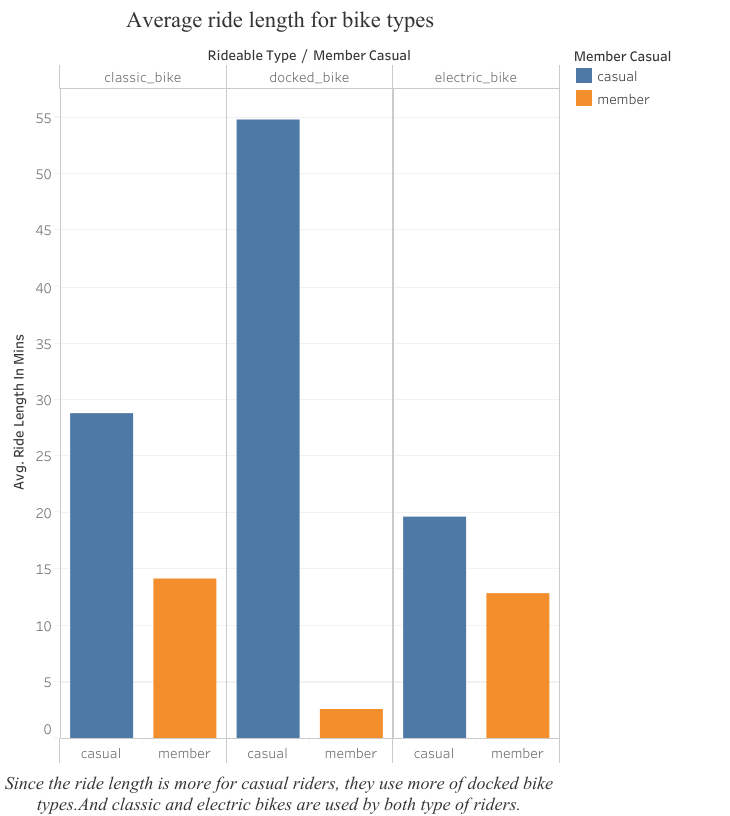 Average ride length for bike types
Rideable Type / Member Casual
Member Casual
classic_bike docked_bike electric_bike
casual
member
55
50
45
40
35
30
25
20
15
10
5
0
Avg. Ride Length In Mins
casual member casual member casual member
Since the ride length is more for casual riders, they use more of docked bike
types.And classic and electric bikes are used by both type of riders.